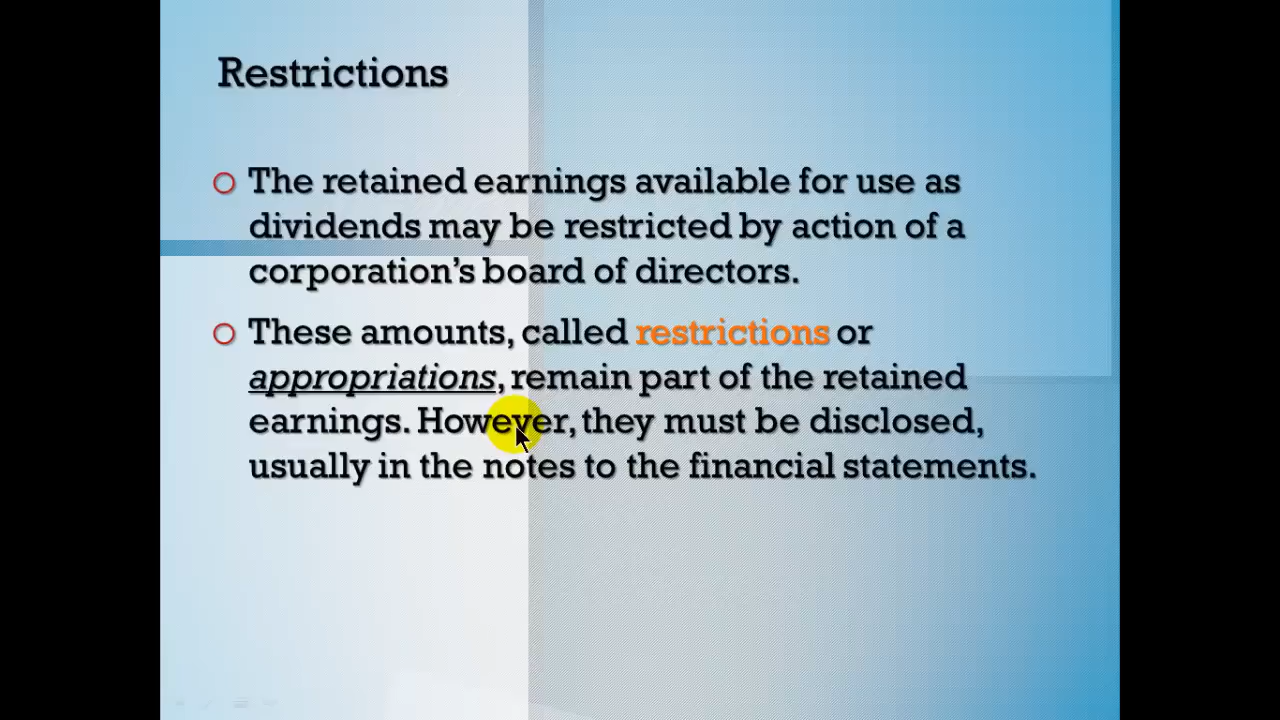 Restrictions
The retained earnings available for use as
dividends may be restricted by action of a
corporation’s board of directors.
These amounts, called restrictions or
appropriations, remain part of the retained
earnings. However, they must be disclosed,
usually in the notes to the financial statements.